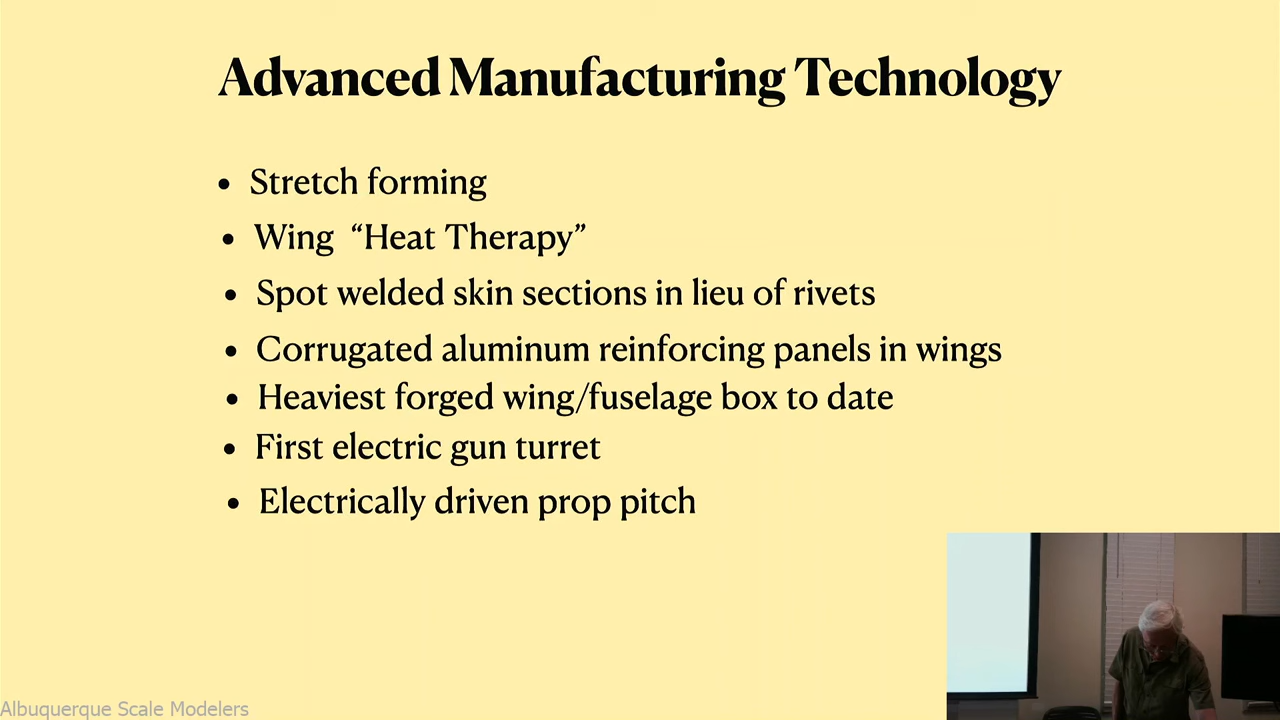 Advanced Manufacturing Technology
• Stretch forming
• Wing “Heat Therapy”
• Spot welded skin sections in lieu of rivets
• Corrugated aluminum reinforcing panels in wings
• Heaviest forged wing/fuselage box to date
• First electric gun turret
• Electrically driven prop pitch
Albuquerque Scale Modelers